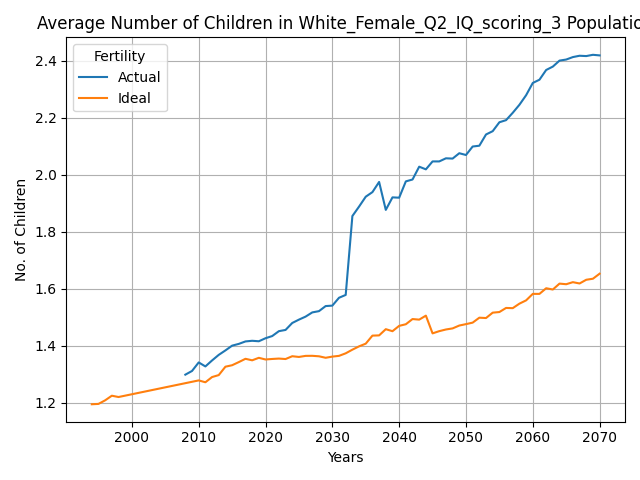 Average Number of Children in White_Female_Q2_IQ_scoring_3 Populatio
Fertility
Actual
Ideal
No. of Children
2.4
2.2
2.0
1.8
1.6
1.4
1.2
2000 2010 2020 2030 2040 2050 2060 2070
Years